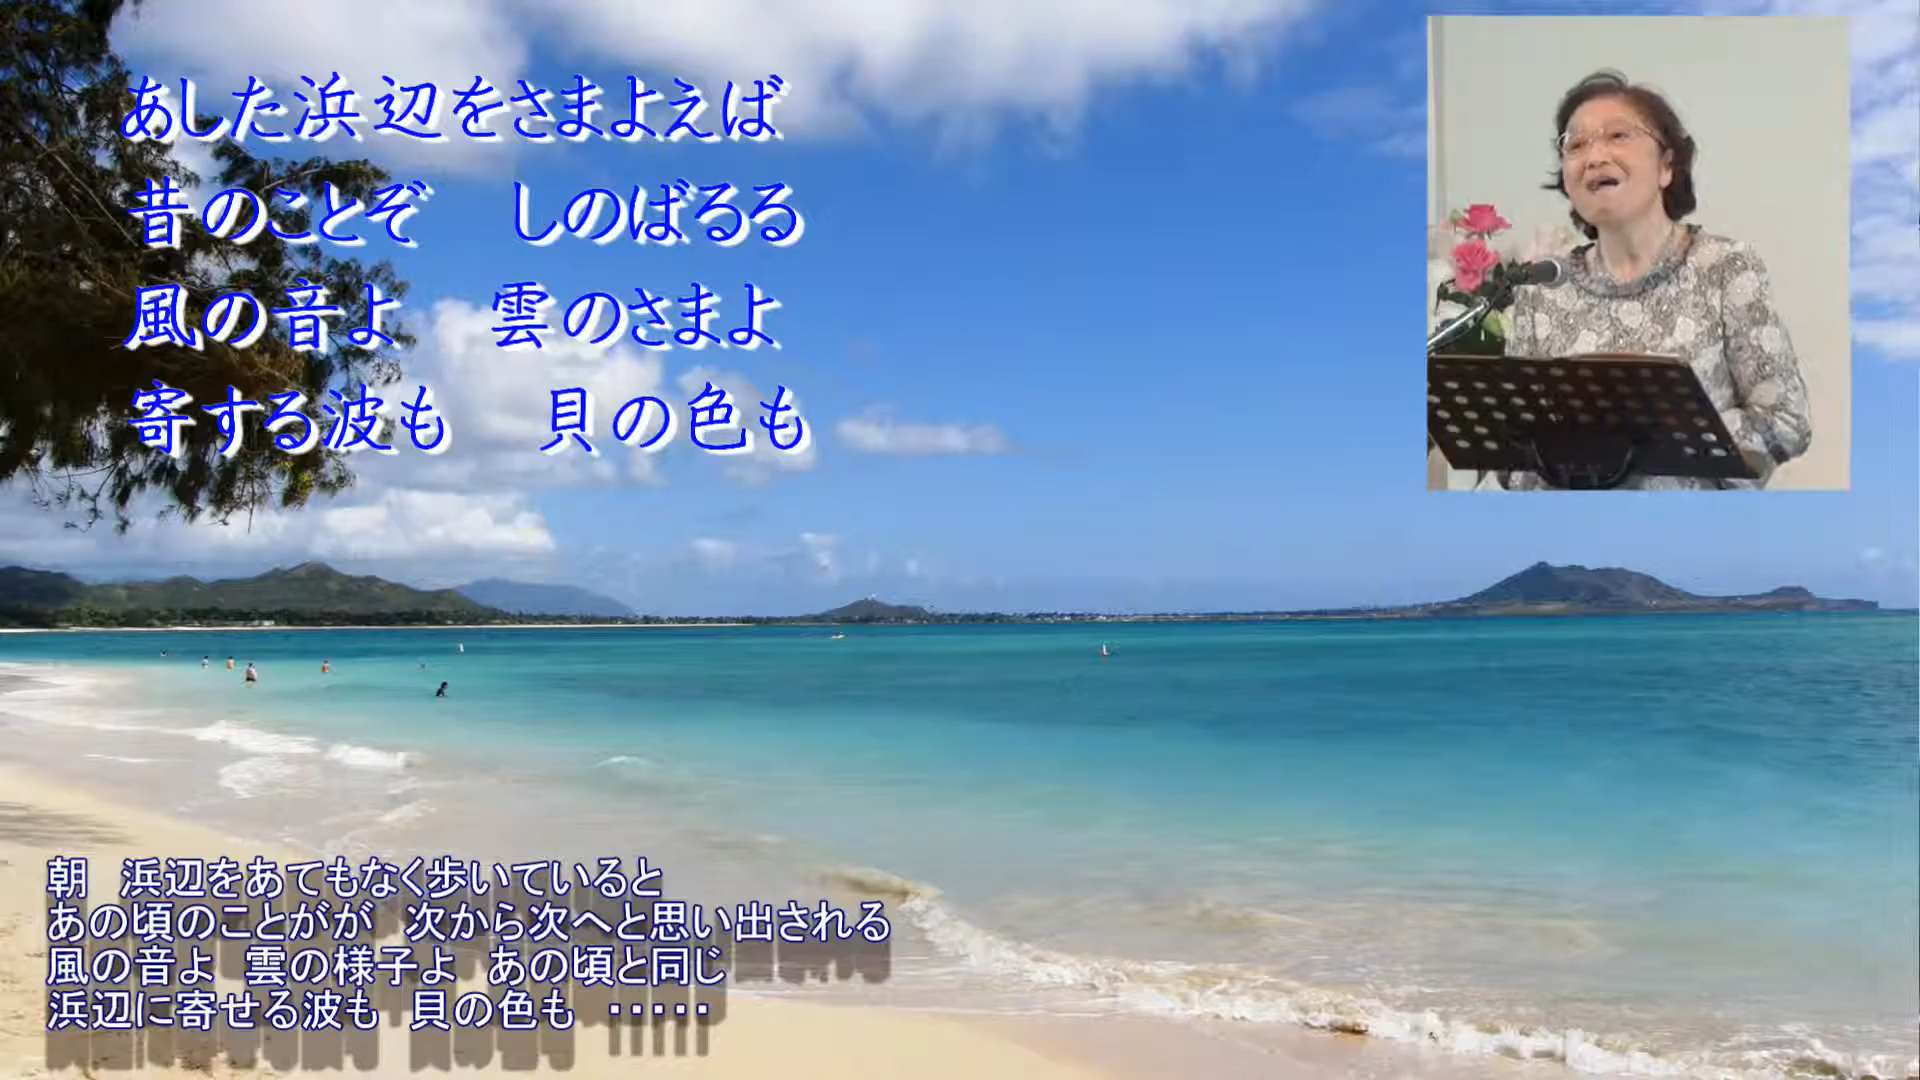 あした浜辺をさまよえば
昔のことぞ　しのばるる
風の音よ　雲のさまよ
寄する波も　貝の色も
朝　浜辺をあてもなく歩いていると
あの頃のことがが　次から次へと思い出される
風の音よ　雲の様子よ　あの頃と同じ
浜辺に寄せる波も　貝の色も　・・・・・